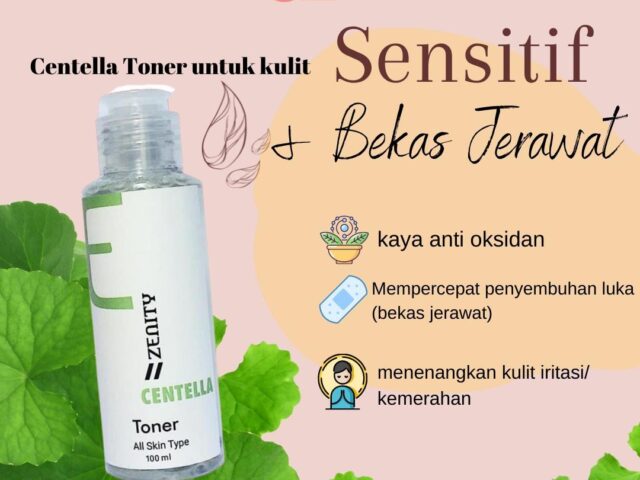 Centella Toner untuk kulit Sensitif
& Bekas Jerawat
kaya anti oksidan
Mempercepat penyembuhan luka
(bekas jerawat)
menenangkan kulit iritasi/
kemerahan
ZENITY
CENTELLA
Toner
All Skin Type
100 ml